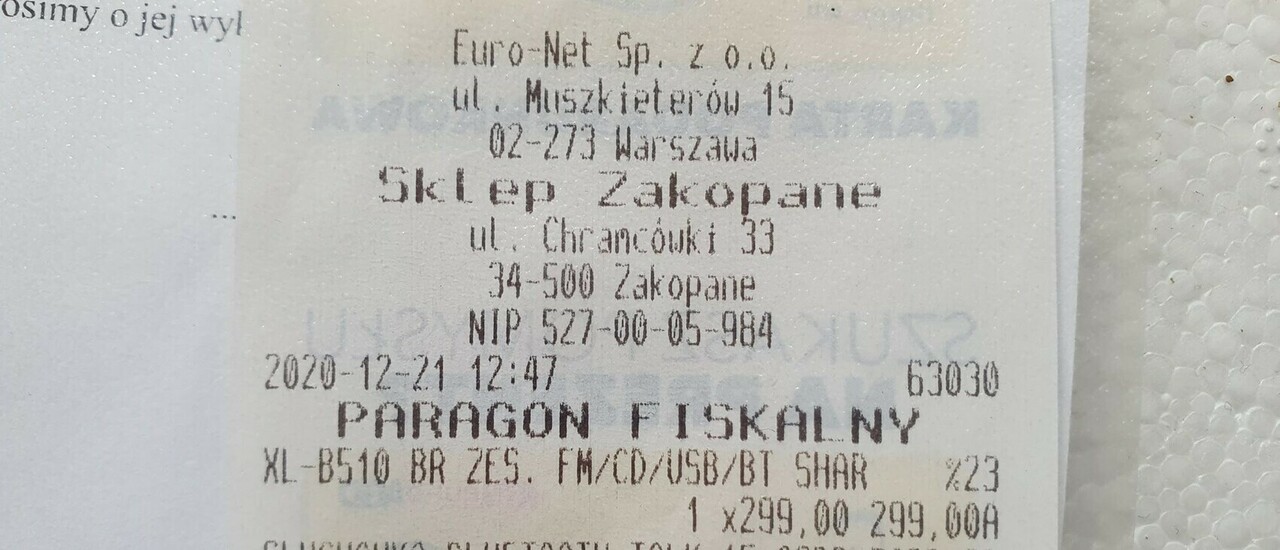 osimy o jej wył
Euro-Net Sp. z o.o.
ul. Muszkieterów 15
02-273 Warszawa
Sklep Zakopane
ul. Chramcówki 33
34-500 Zakopane
NIP 527-00-05-984
2020-12-21 12:47 63030
PARAGON FISKALNY
XL-B510 BR ZES. FM/CD/USB/BT SHAR %23
1 x299,00 299,00A